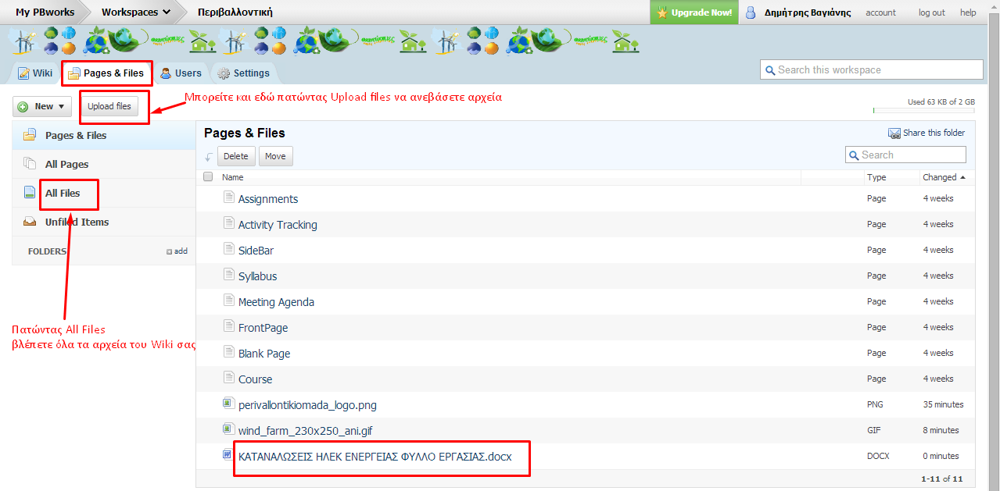 My PBworks Workspaces Περιβαλλοντική Upgrade Now! Δημήτρης Βαγιάνης account log out help
Wiki Pages & Files Users Settings Search this workspace
New Upload files Μπορείτε και εδώ πατώντας Upload files να ανεβάσετε αρχεία Used 63 KB of 2 GB
Pages & Files
All Pages
All Files
Unfiled Items
FOLDERS add
Πατώντας All Files
βλέπετε όλα τα αρχεία του Wiki σας
Pages & Files Share this folder
Delete Move Search
Name Type Changed
Assignments Page 4 weeks
Activity Tracking Page 4 weeks
SideBar Page 4 weeks
Syllabus Page 4 weeks
Meeting Agenda Page 4 weeks
FrontPage Page 4 weeks
Blank Page Page 4 weeks
Course Page 4 weeks
perivallontikiomada_logo.png PNG 35 minutes
wind_farm_230x250_ani.gif GIF 8 minutes
ΚΑΤΑΝΑΛΩΣΕΙΣ ΗΛΕΚ ΕΝΕΡΓΕΙΑΣ ΦΥΛΛΟ ΕΡΓΑΣΙΑΣ.docx DOCX 0 minutes
1-11 of 11